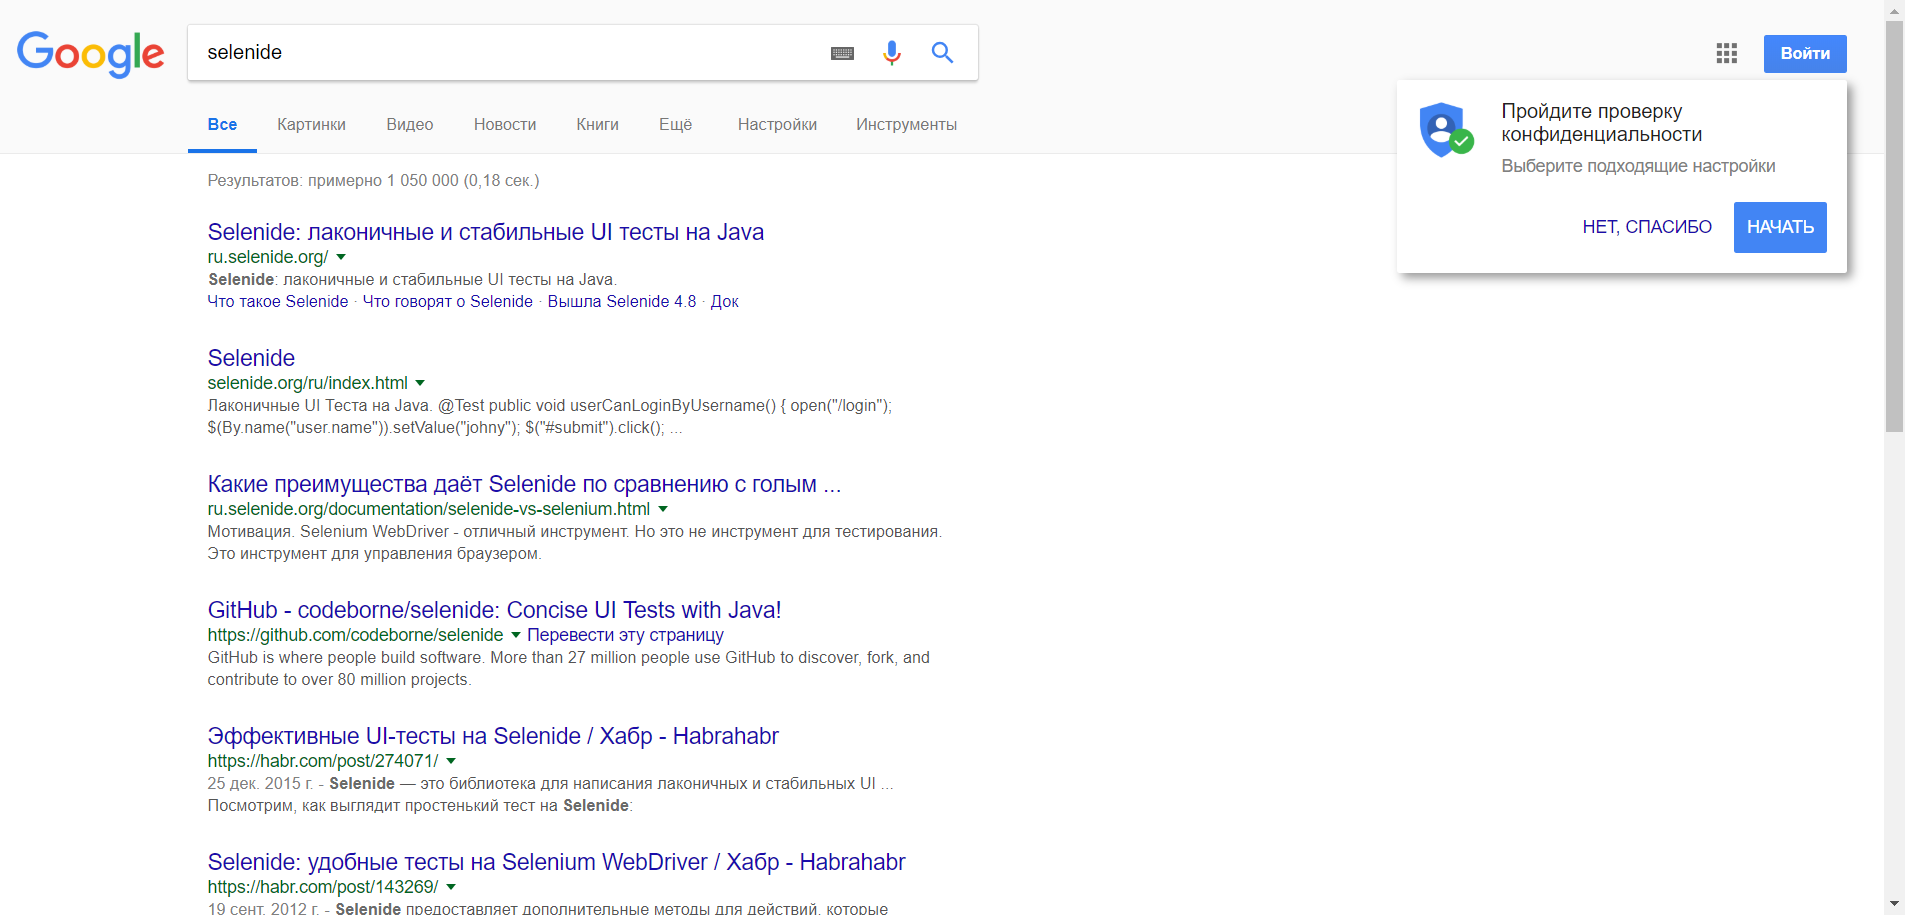 Google
selenide
Войти
Все Картинки Видео Новости Книги Ещё Настройки Инструменты
Пройдите проверку
конфиденциальности
Выберите подходящие настройки
НЕТ, СПАСИБО НАЧАТЬ
Результатов: примерно 1 050 000 (0,18 сек.)
Selenide: лаконичные и стабильные UI тесты на Java
ru.selenide.org/
Selenide: лаконичные и стабильные UI тесты на Java.
Что такое Selenide · Что говорят о Selenide · Вышла Selenide 4.8 · Док
Selenide
selenide.org/ru/index.html
Лаконичные UI Теста на Java. @Test public void userCanLoginByUsername() { open("/login");
$(By.name("user.name")).setValue("johny"); $("#submit").click(); ...
Какие преимущества даёт Selenide по сравнению с голым ...
ru.selenide.org/documentation/selenide-vs-selenium.html
Мотивация. Selenium WebDriver - отличный инструмент. Но это не инструмент для тестирования.
Это инструмент для управления браузером.
GitHub - codeborne/selenide: Concise UI Tests with Java!
https://github.com/codeborne/selenide Перевести эту страницу
GitHub is where people build software. More than 27 million people use GitHub to discover, fork, and
contribute to over 80 million projects.
Эффективные UI-тесты на Selenide / Хабр - Habrahabr
https://habr.com/post/274071/
25 дек. 2015 г. - Selenide — это библиотека для написания лаконичных и стабильных UI ...
Посмотрим, как выглядит простенький тест на Selenide:
Selenide: удобные тесты на Selenium WebDriver / Хабр - Habrahabr
https://habr.com/post/143269/
19 сент. 2012 г. - Selenide предоставляет дополнительные методы для действий, которые